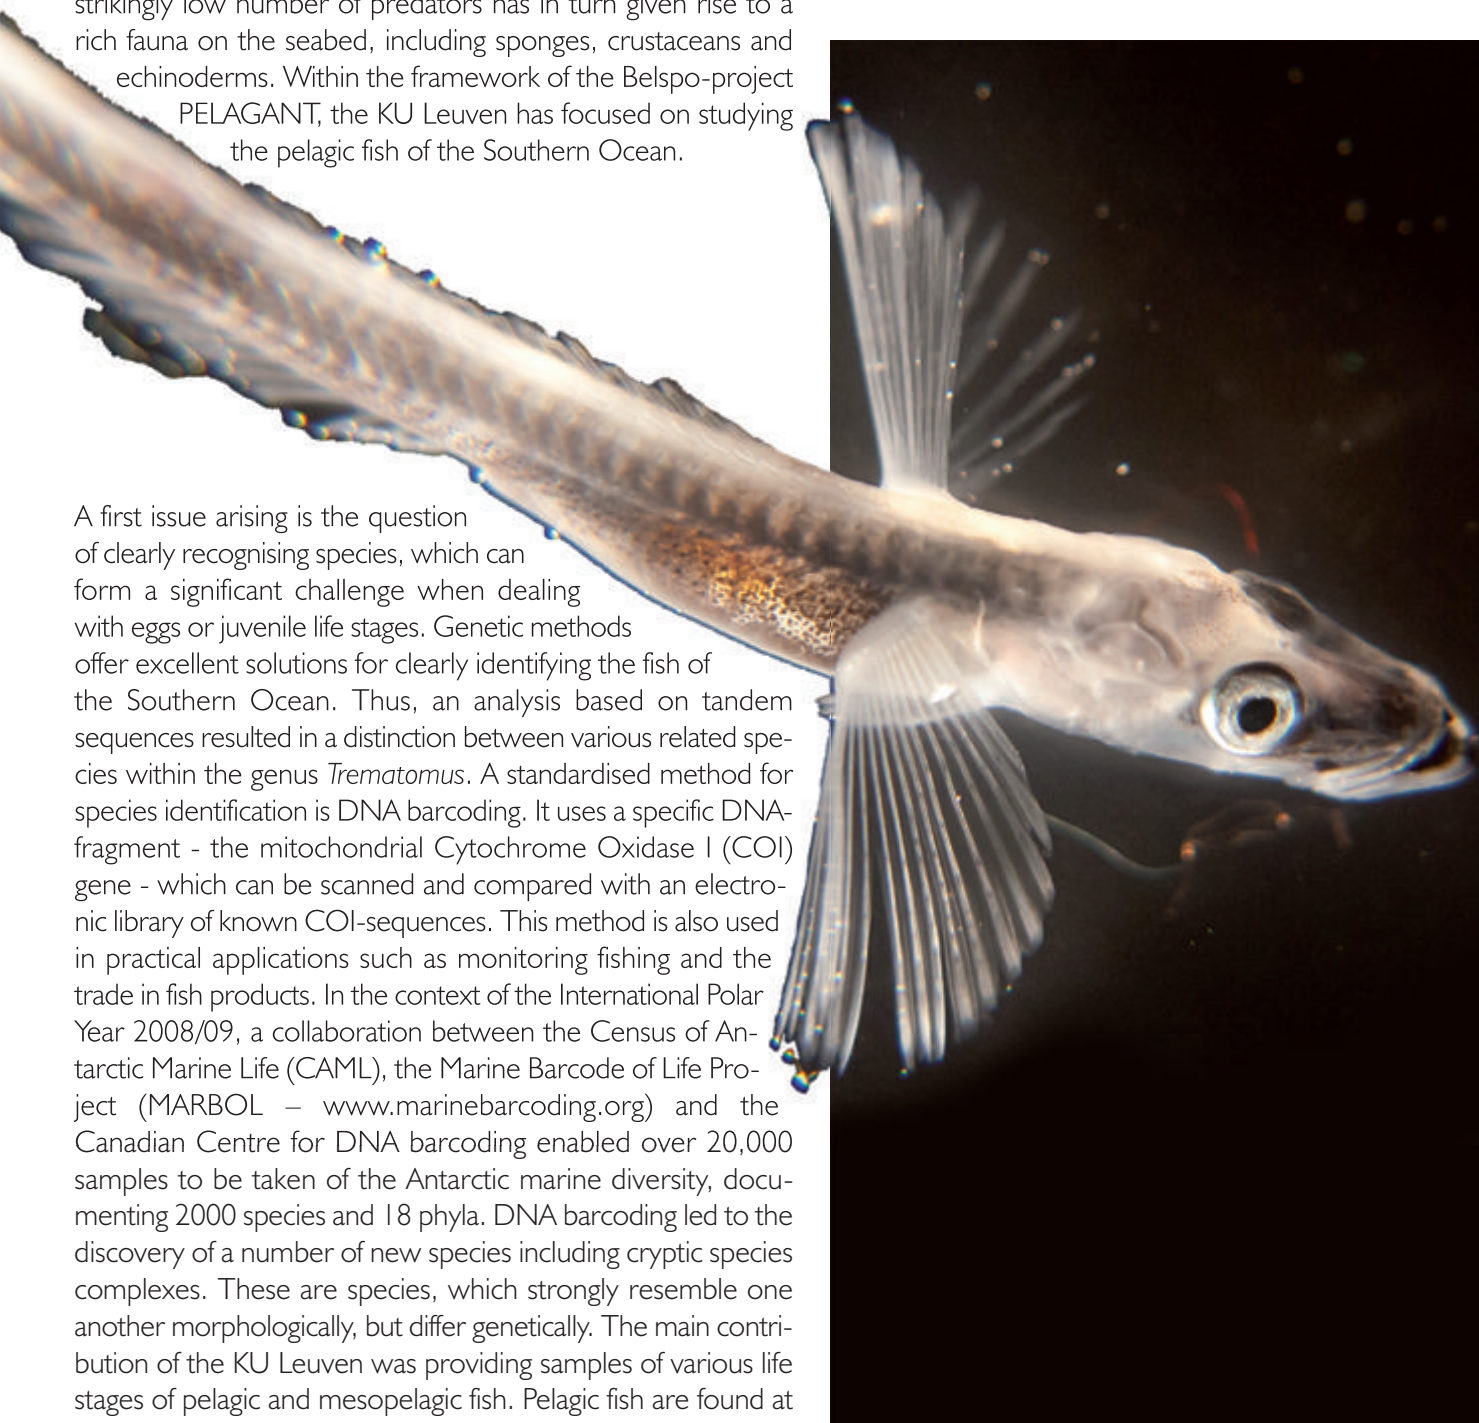 strikingly low number of predators has in turn given rise to a
rich fauna on the seabed, including sponges, crustaceans and
echinoderms. Within the framework of the Belspo-project
PELAGANT, the KU Leuven has focused on studying
the pelagic fish of the Southern Ocean.
A first issue arising is the question
of clearly recognising species, which can
form a significant challenge when dealing
with eggs or juvenile life stages. Genetic methods
offer excellent solutions for clearly identifying the fish of
the Southern Ocean. Thus, an analysis based on tandem
sequences resulted in a distinction between various related spe-
cies within the genus Trematomus. A standardised method for
species identification is DNA barcoding. It uses a specific DNA-
fragment - the mitochondrial Cytochrome Oxidase I (COI)
gene - which can be scanned and compared with an electro-
nic library of known COI-sequences. This method is also used
in practical applications such as monitoring fishing and the
trade in fish products. In the context of the International Polar
Year 2008/09, a collaboration between the Census of An-
tarctic Marine Life (CAML), the Marine Barcode of Life Pro-
ject (MARBOL – www.marinebarcoding.org) and the
Canadian Centre for DNA barcoding enabled over 20,000
samples to be taken of the Antarctic marine diversity, docu-
menting 2000 species and 18 phyla. DNA barcoding led to the
discovery of a number of new species including cryptic species
complexes. These are species, which strongly resemble one
another morphologically, but differ genetically. The main contri-
bution of the KU Leuven was providing samples of various life
stages of pelagic and mesopelagic fish. Pelagic fish are found at